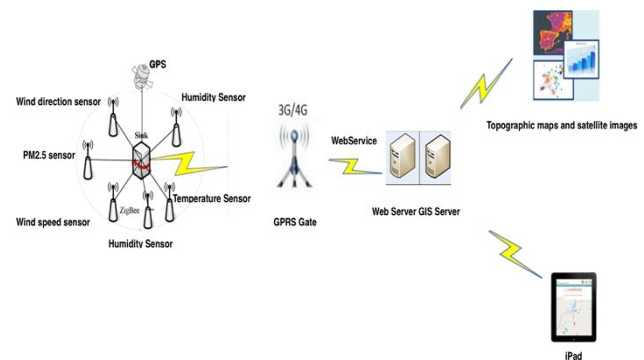 GPS
Wind direction sensor
Humidity Sensor
Sink
3G/4G
PM2.5 sensor
WebService
Topographic maps and satellite images
Temperature Sensor
ZigBee
Wind speed sensor
GPRS Gate
Web Server GIS Server
Humidity Sensor
iPad